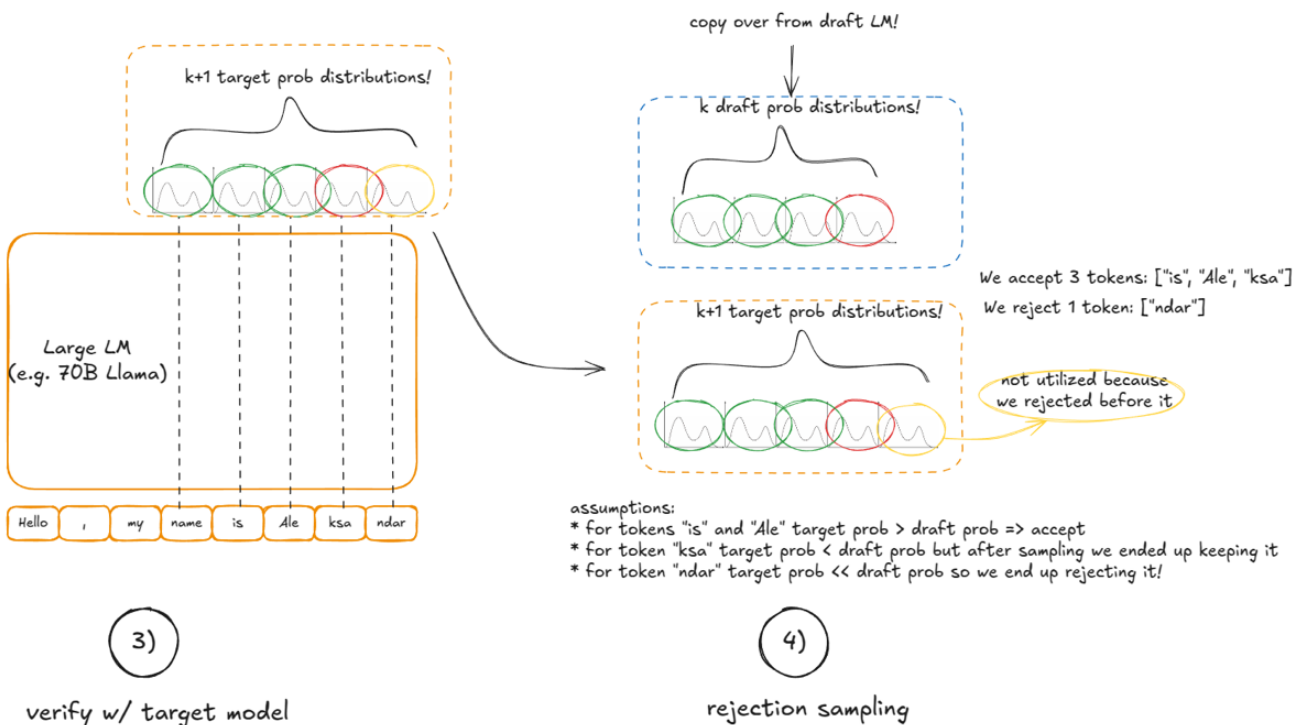 k+1 target prob distributions!
Large LM
(e.g. 70B Llama)
Hello , my name is Ale ksa ndar
3)
verify w/ target model
copy over from draft LM!
k draft prob distributions!
k+1 target prob distributions!
We accept 3 tokens: ["is", "Ale", "ksa"]
We reject 1 token: ["ndar"]
not utilized because
we rejected before it
assumptions:
* for tokens "is" and "Ale" target prob > draft prob => accept
* for token "ksa" target prob < draft prob but after sampling we ended up keeping it
* for token "ndar" target prob << draft prob so we end up rejecting it!
4)
rejection sampling